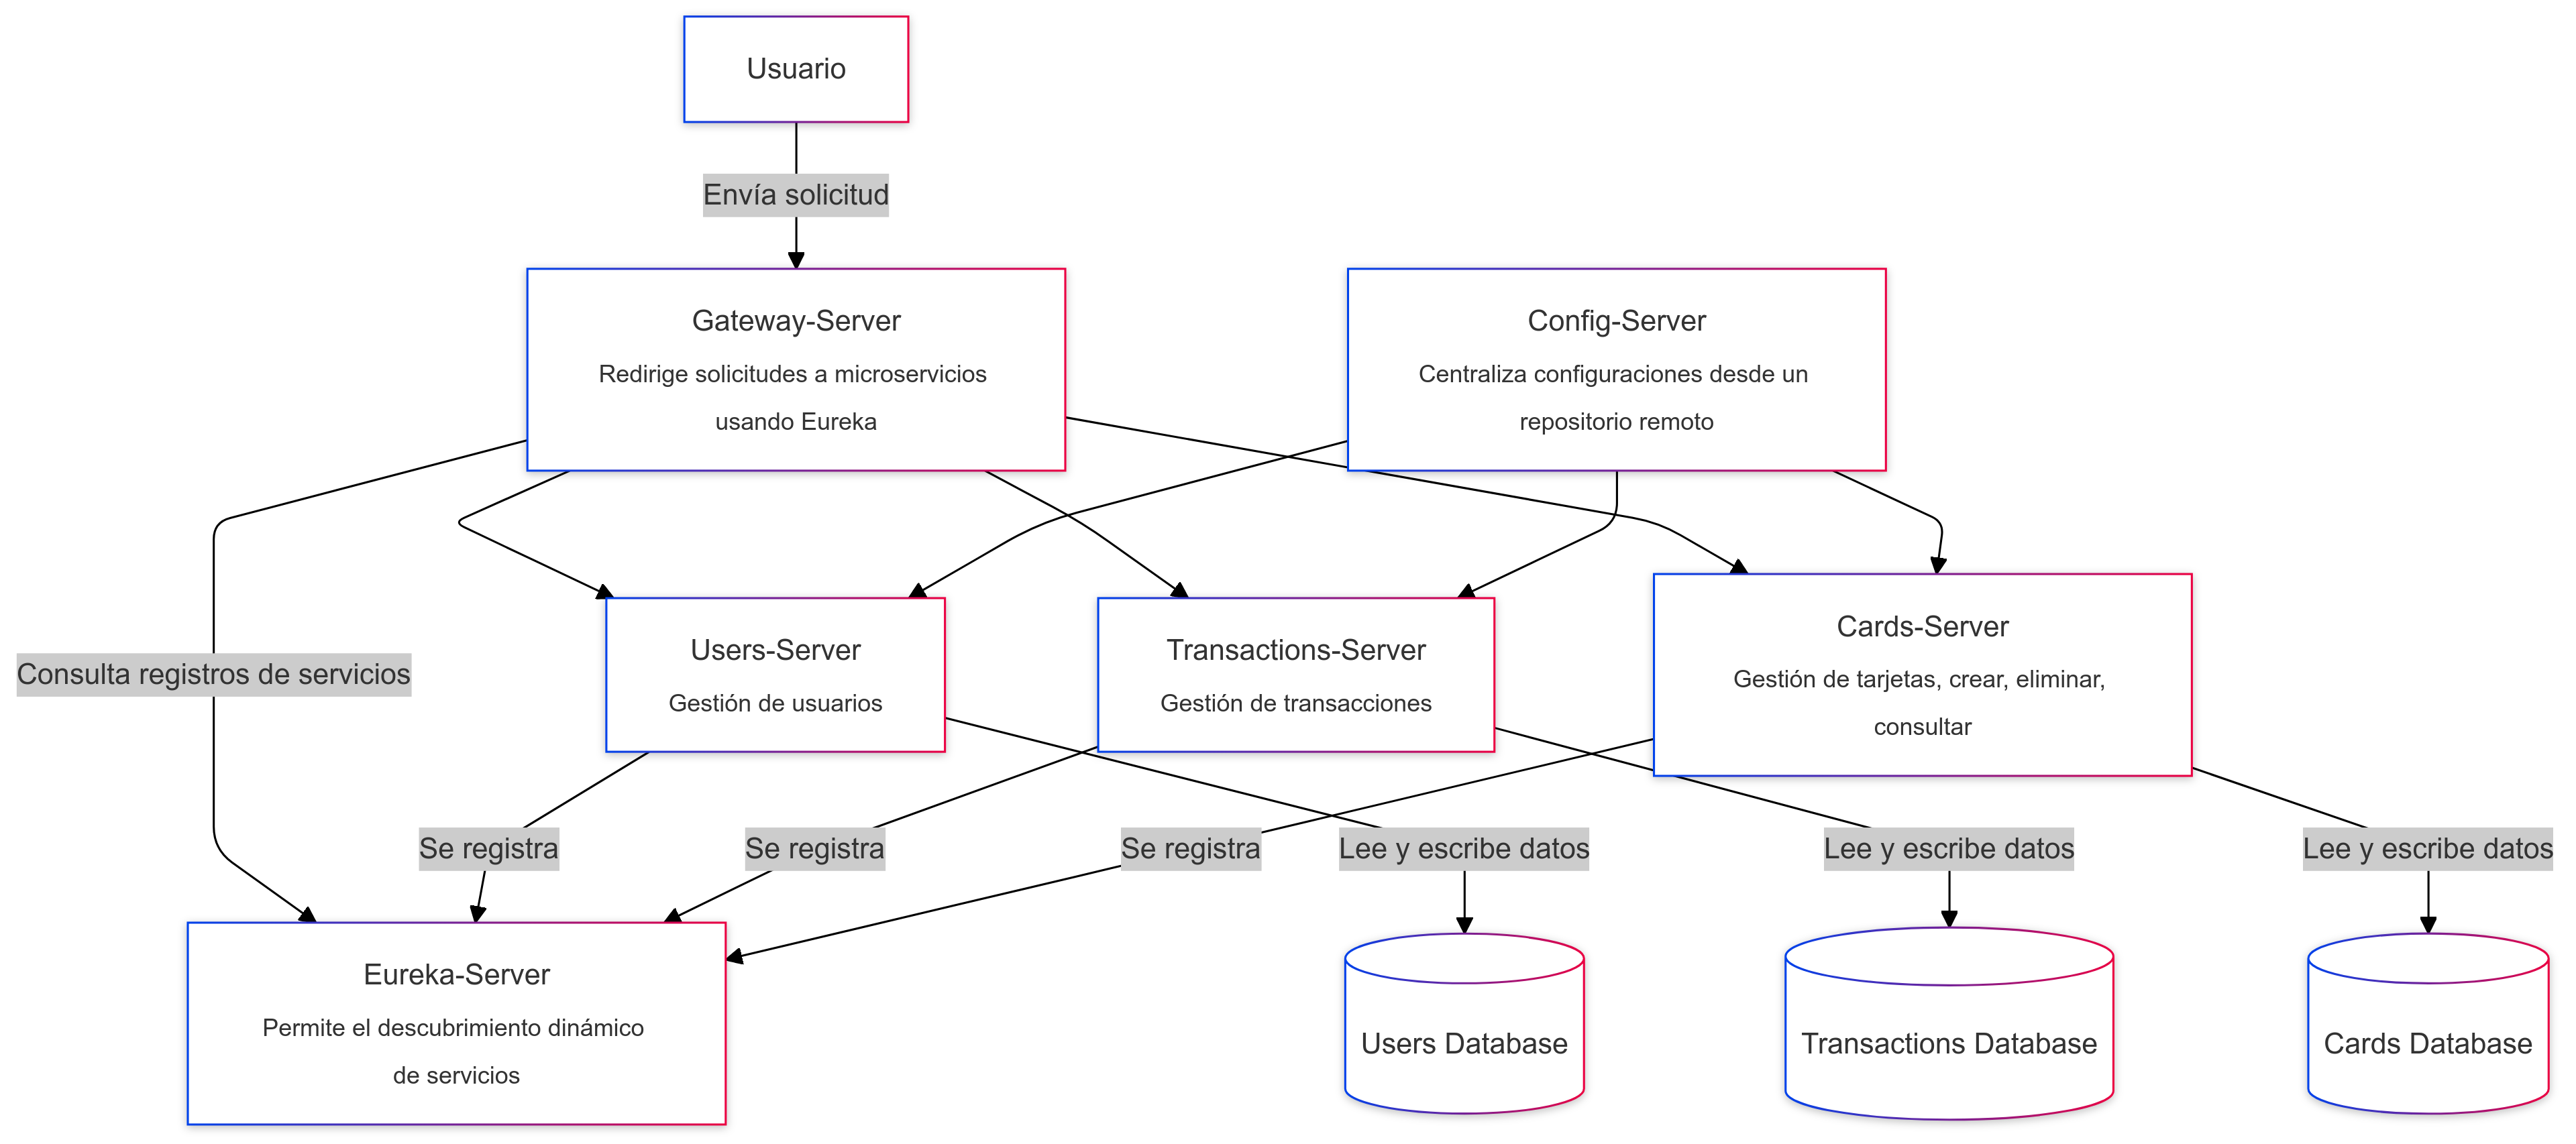 Usuario
Envía solicitud
Gateway-Server
Redirige solicitudes a microservicios
usando Eureka
Config-Server
Centraliza configuraciones desde un
repositorio remoto
Consulta registros de servicios
Users-Server
Gestión de usuarios
Transactions-Server
Gestión de transacciones
Cards-Server
Gestión de tarjetas, crear, eliminar,
consultar
Se registra
Se registra
Se registra
Lee y escribe datos
Lee y escribe datos
Lee y escribe datos
Eureka-Server
Permite el descubrimiento dinámico
de servicios
Users Database
Transactions Database
Cards Database